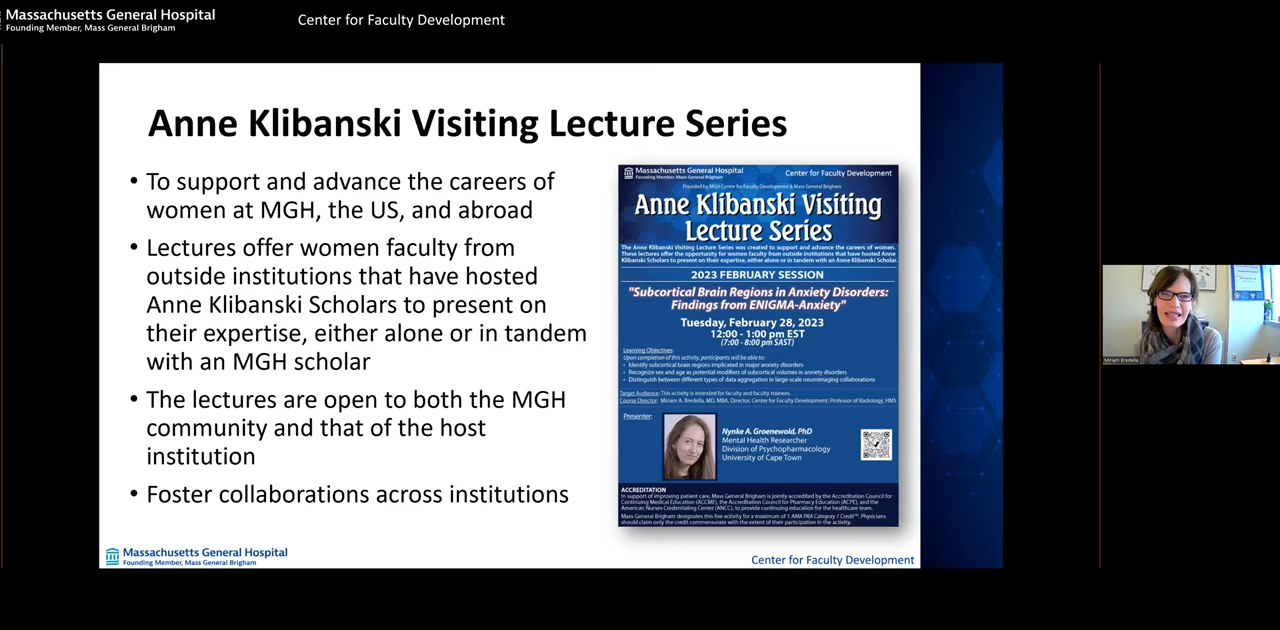 Massachusetts General Hospital
Founding Member, Mass General Brigham
Center for Faculty Development
Anne Klibanski Visiting Lecture Series
• To support and advance the careers of
women at MGH, the US, and abroad
• Lectures offer women faculty from
outside institutions that have hosted
Anne Klibanski Scholars to present on
their expertise, either alone or in tandem
with an MGH scholar
• The lectures are open to both the MGH
community and that of the host
institution
• Foster collaborations across institutions
Massachusetts General Hospital
Founding Member, Mass General Brigham
Center for Faculty Development
Provided by MGH Center for Faculty Development & Mass General Brigham
Anne Klibanski Visiting
Lecture Series
The Anne Klibanski Visiting Lecture Series was created to support and advance the careers of women.
These lectures offer the opportunity for women faculty from outside institutions that have hosted Anne
Klibanski Scholars to present on their expertise, either alone or in tandem with an Anne Klibanski Scholar.
2023 FEBRUARY SESSION
"Subcortical Brain Regions in Anxiety Disorders:
Findings from ENIGMA-Anxiety"
Tuesday, February 28, 2023
12:00 - 1:00 pm EST
(7:00 - 8:00 pm SAST)
Learning Objectives:
Upon completion of this activity, participants will be able to:
• Identify subcortical brain regions implicated in major anxiety disorders
• Recognize sex and age as potential modifiers of subcortical volumes in anxiety disorders
• Distinguish between different types of data aggregation in large-scale neuroimaging collaborations
Target Audience: This activity is intended for faculty and faculty trainees.
Course Director: Miriam A. Bredella, MD, MBA, Director, Center for Faculty Development; Professor of Radiology, HMS
Presenter:
Nynke A. Groenewold, PhD
Mental Health Researcher
Division of Psychopharmacology
University of Cape Town
ACCREDITATION
In support of improving patient care, Mass General Brigham is jointly accredited by the Accreditation Council for
Continuing Medical Education (ACCME), the Accreditation Council for Pharmacy Education (ACPE), and the
American Nurses Credentialing Center (ANCC), to provide continuing education for the healthcare team.
Mass General Brigham designates this live activity for a maximum of 1 AMA PRA Category 1 Credit™. Physicians
should claim only the credit commensurate with the extent of their participation in the activity.
Massachusetts General Hospital
Founding Member, Mass General Brigham
Center for Faculty Development
Miriam Bredella